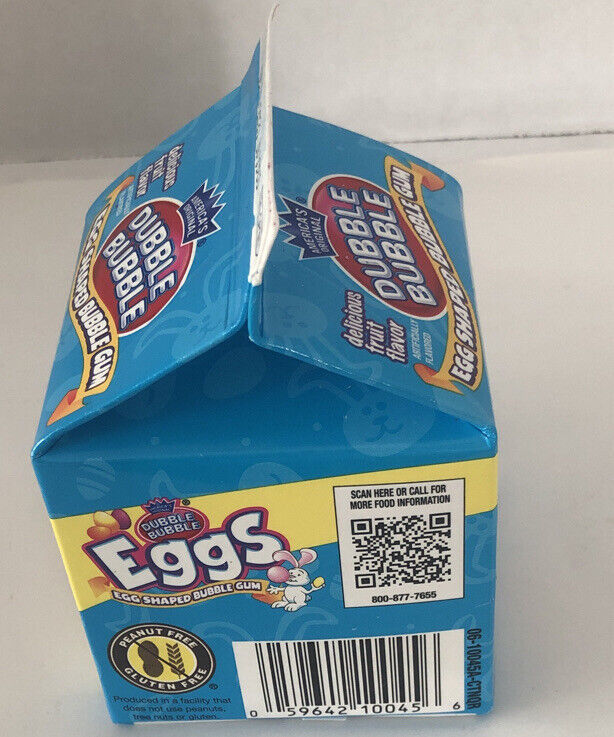 delicious
fruit
flavor
AMERICA'S
ORIGINAL
DUBBLE
BUBBLE
®
EGG SHAPED BUBBLE GUM
AMERICA'S
ORIGINAL
DUBBLE
BUBBLE
EGG SHAPED BUBBLE GUM
delicious
fruit
flavor
ARTIFICIALLY
FLAVORED
DUBBLE
BUBBLE
®
Eggs
EGG SHAPED BUBBLE GUM
SCAN HERE OR CALL FOR
MORE FOOD INFORMATION
800-877-7655
PEANUT FREE
GLUTEN FREE
®
Produced in a facility that
does not use peanuts,
tree nuts or gluten.
0 59642 10045 6
06-10045A-CTNOR